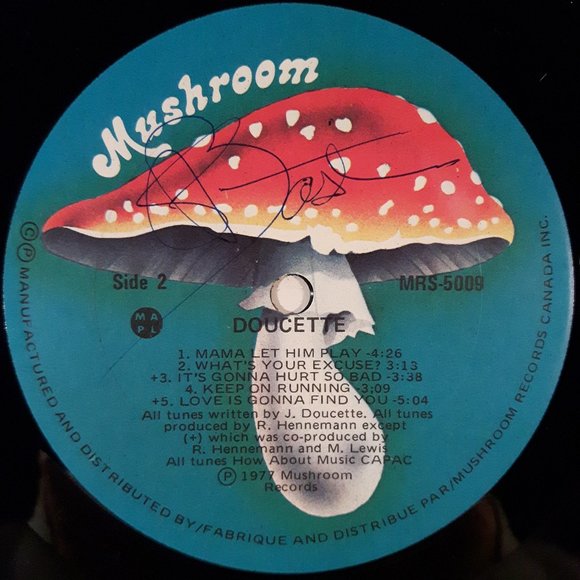 Mushroom
Side 2
MRS-5009
M A
P L
DOUCETTE
1. MAMA LET HIM PLAY -4:26
2. WHAT'S YOUR EXCUSE? 3:13
+3. IT'S GONNA HURT SO BAD -3:38
4. KEEP ON RUNNING -3;09
+5. LOVE IS GONNA FIND YOU -5:04
All tunes written by J. Doucette. All tunes
produced by R. Hennemann except
(+) which was co-produced by
R. Hennemann and M. Lewis
All tunes How About Music CAPAC
Ⓟ 1977 Mushroom
Records
© Ⓟ MANUFACTURED AND DISTRIBUTED BY/FABRIQUE AND DISTRIBUE PAR/MUSHROOM RECORDS CANADA INC.